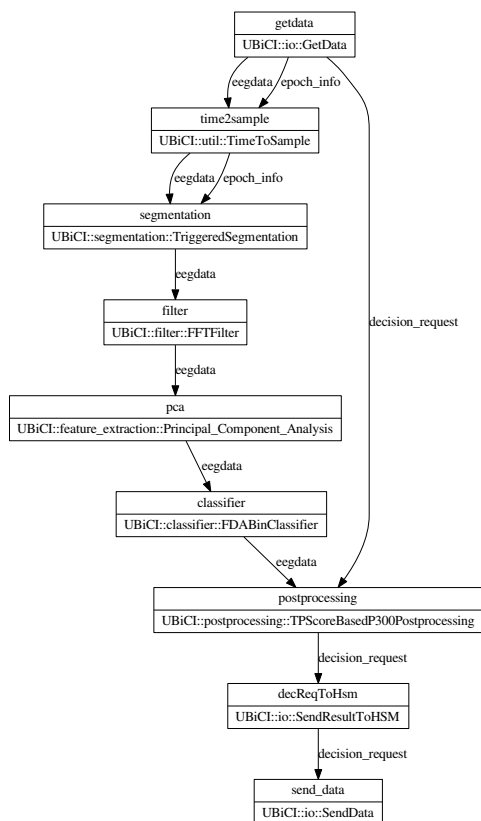 getdata
UBiCI::io::GetData
eegdata
epoch_info
time2sample
UBiCI::util::TimeToSample
eegdata
epoch_info
segmentation
UBiCI::segmentation::TriggeredSegmentation
eegdata
filter
UBiCI::filter::FFTFilter
decision_request
eegdata
pca
UBiCI::feature_extraction::Principal_Component_Analysis
eegdata
classifier
UBiCI::classifier::FDABinClassifier
eegdata
postprocessing
UBiCI::postprocessing::TPScoreBasedP300Postprocessing
decision_request
decReqToHsm
UBiCI::io::SendResultToHSM
decision_request
send_data
UBiCI::io::SendData